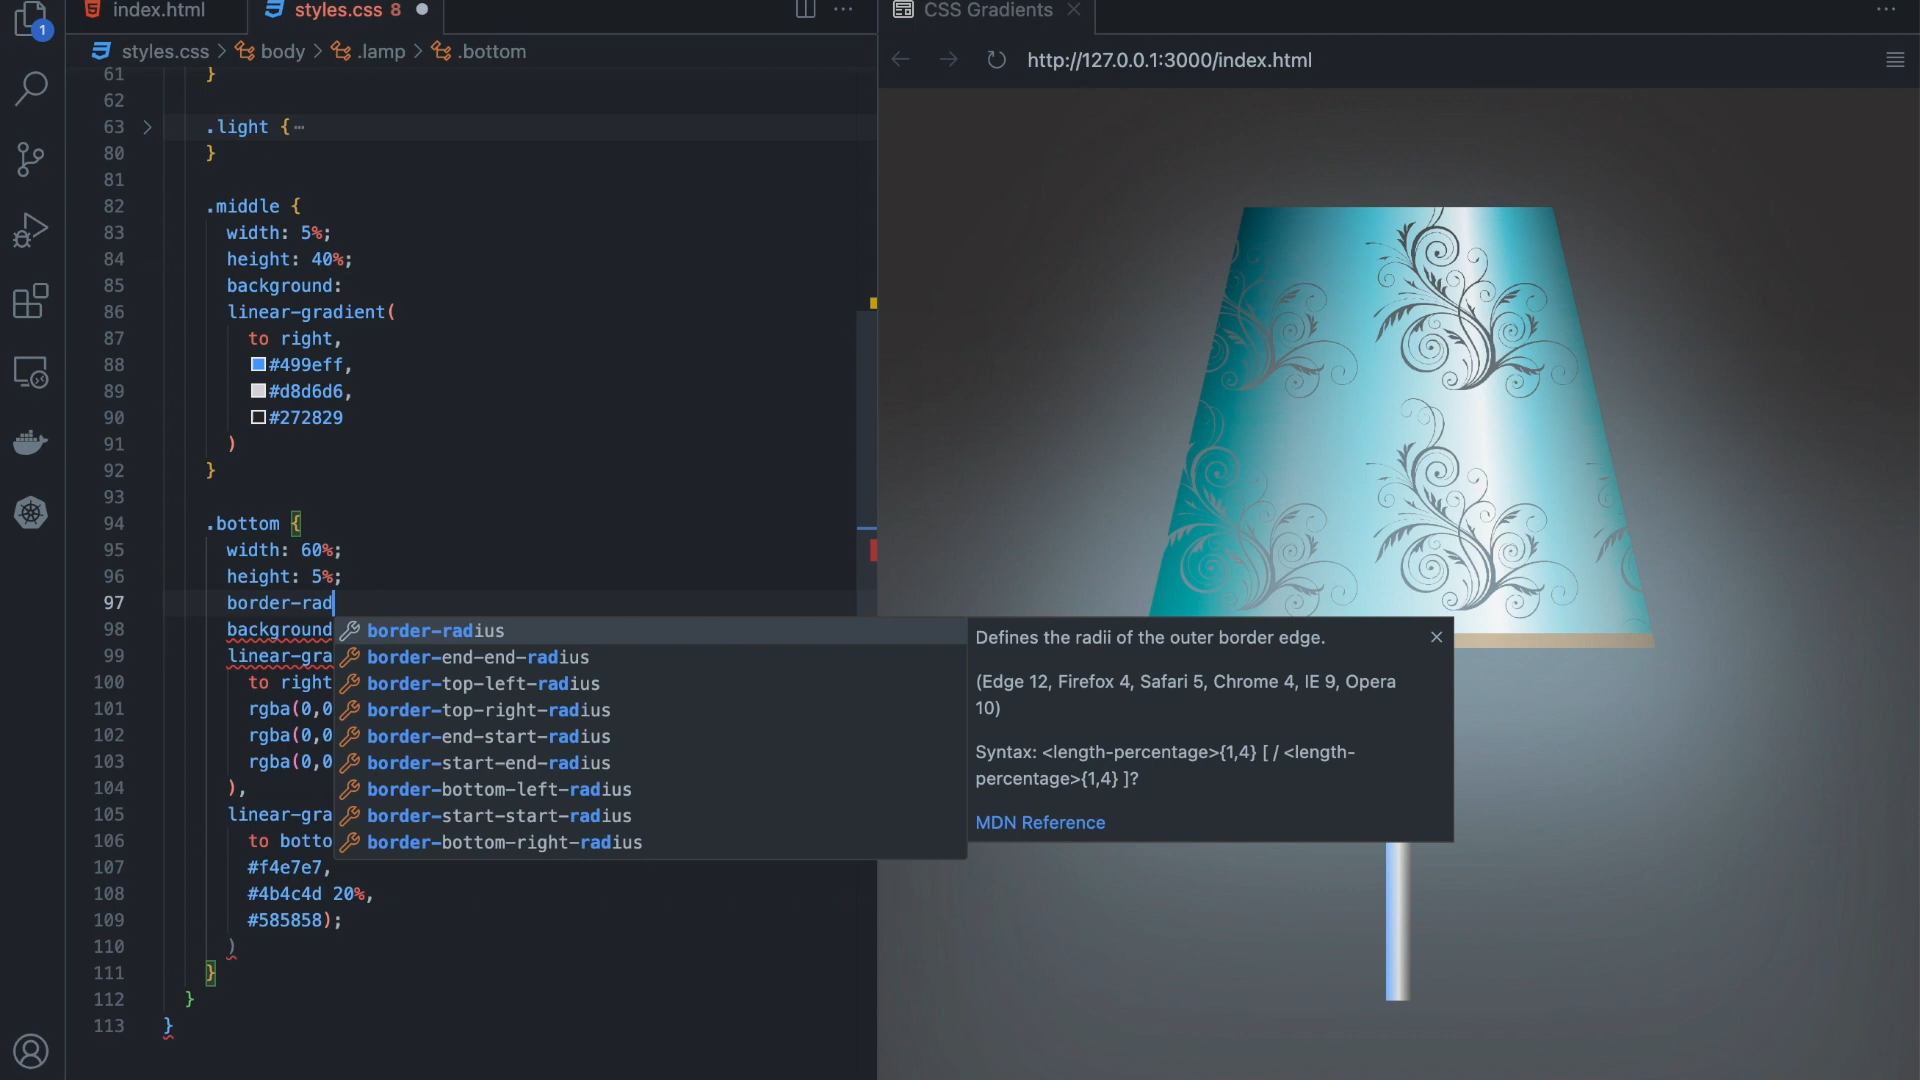 index.html
styles.css 8
CSS Gradients
1
styles.css > body > .lamp > .bottom
http://127.0.0.1:3000/index.html
61 }
62
63 .light {⋯
80 }
81
82 .middle {
83 width: 5%;
84 height: 40%;
85 background:
86 linear-gradient(
87 to right,
88 #499eff,
89 #d8d6d6,
90 #272829
91 )
92 }
93
94 .bottom {
95 width: 60%;
96 height: 5%;
97 border-rad
98 background
99 linear-gra
100 to right
101 rgba(0,0
102 rgba(0,0
103 rgba(0,0
104 ),
105 linear-gra
106 to botto
107 #f4e7e7,
108 #4b4c4d 20%,
109 #585858);
110 )
111 }
112 }
113 }
border-radius
border-end-end-radius
border-top-left-radius
border-top-right-radius
border-end-start-radius
border-start-end-radius
border-bottom-left-radius
border-start-start-radius
border-bottom-right-radius
Defines the radii of the outer border edge.
(Edge 12, Firefox 4, Safari 5, Chrome 4, IE 9, Opera
10)
Syntax: <length-percentage>{1,4} [ / <length-
percentage>{1,4} ]?
MDN Reference